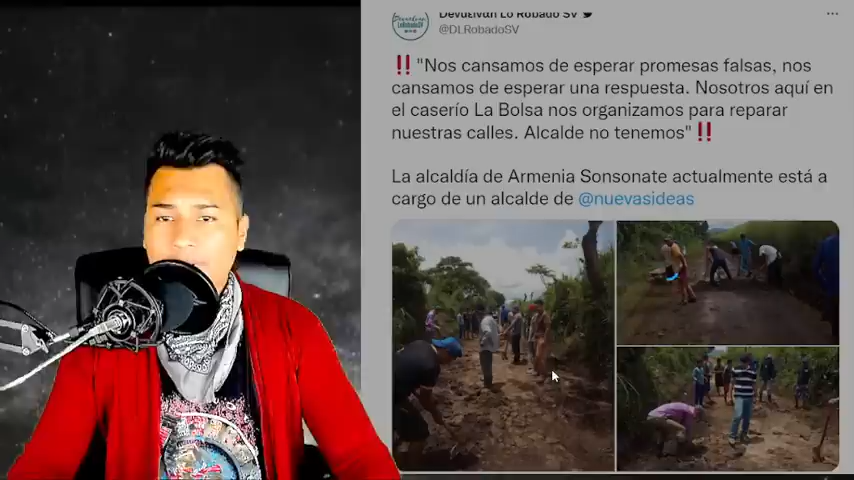 Devuelvan Lo Robado SV
@DLRobadoSV
‼️"Nos cansamos de esperar promesas falsas, nos
cansamos de esperar una respuesta. Nosotros aquí en
el caserío La Bolsa nos organizamos para reparar
nuestras calles. Alcalde no tenemos"‼️
La alcaldía de Armenia Sonsonate actualmente está a
cargo de un alcalde de @nuevasideas